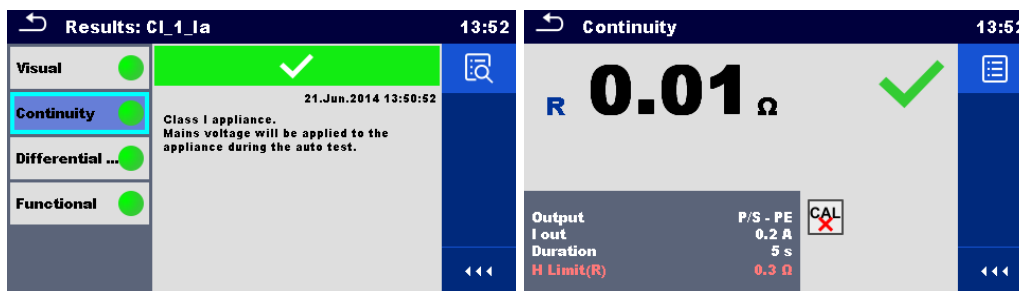 Results: CI_1_Ia 13:52
Visual
Continuity
Differential ...
Functional
21.Jun.2014 13:50:52
Class I appliance.
Mains voltage will be applied to the
appliance during the auto test.
Continuity 13:52
R 0.01 Ω
Output P/S - PE
I out 0.2 A
Duration 5 s
H Limit(R) 0.3 Ω
CAL